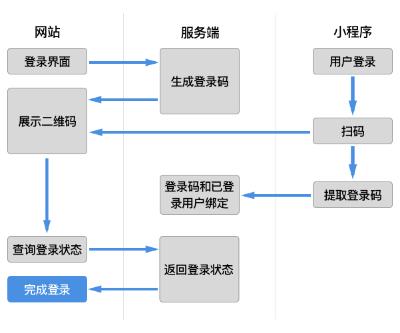 网站
服务端
小程序
登录界面
生成登录码
用户登录
展示二维码
扫码
登录码和已登
录用户绑定
提取登录码
查询登录状态
返回登录状态
完成登录